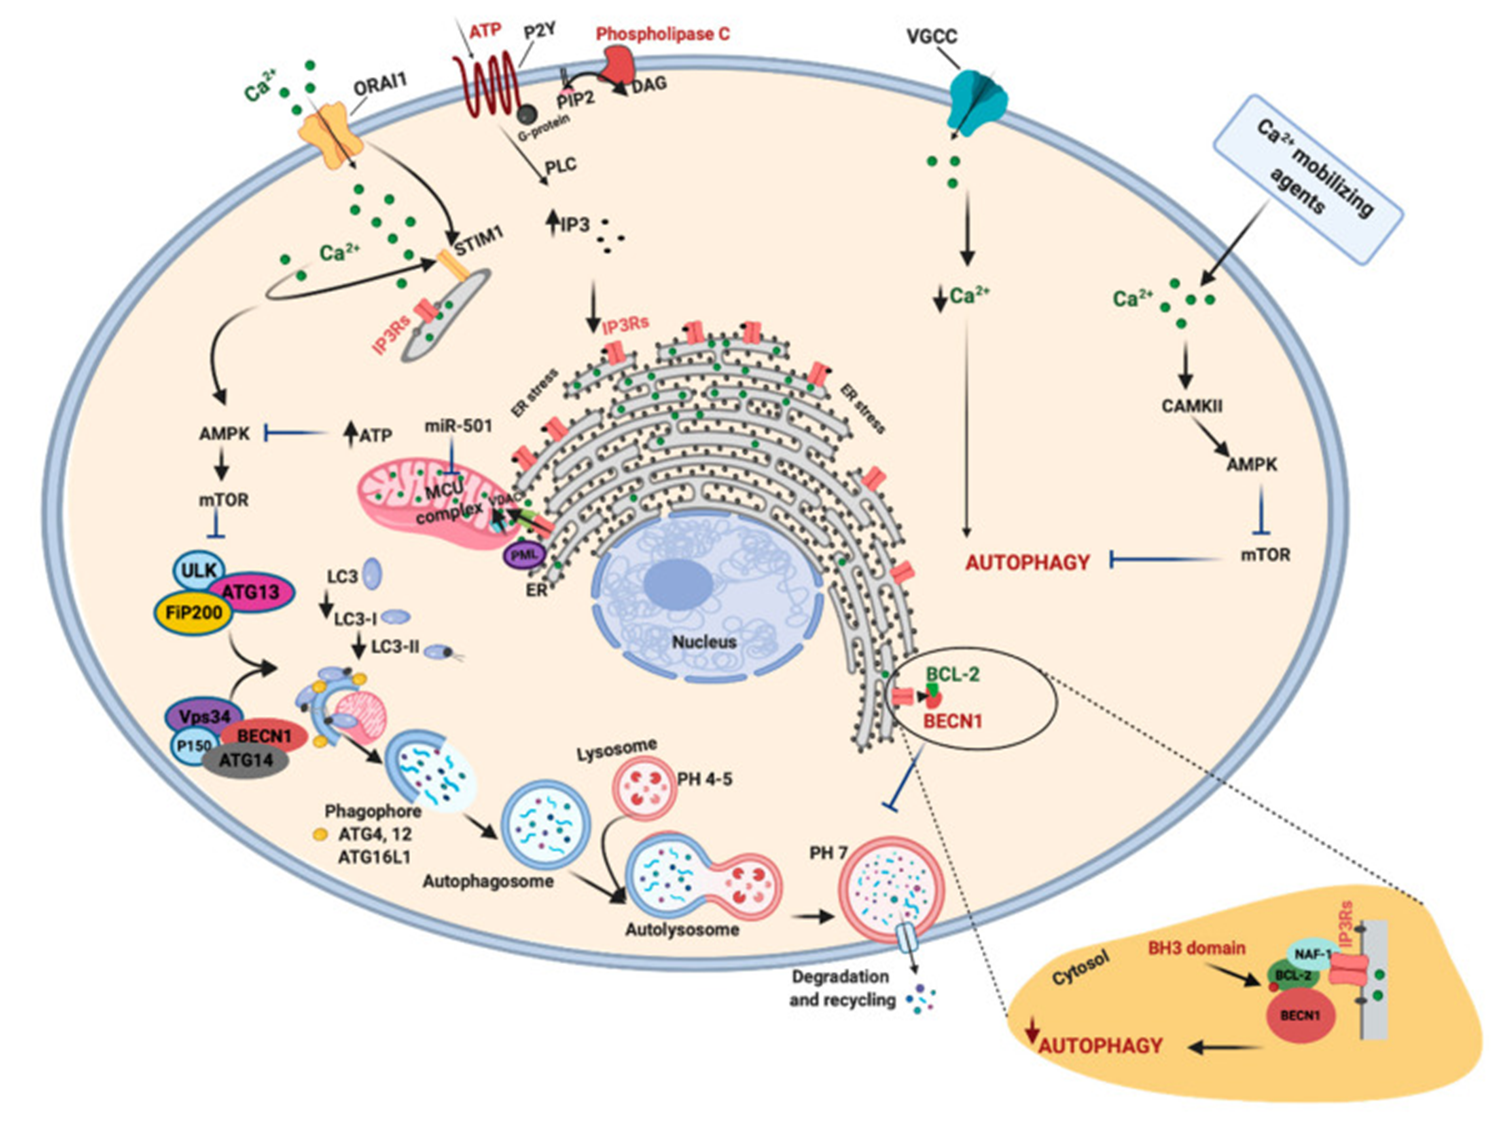 ATP
P2Y
Phospholipase C
VGCC
Ca²⁺
ORAI1
PIP2
DAG
G-protein
PLC
IP3
Ca²⁺ mobilizing
agents
Ca²⁺
STIM1
IP3Rs
Ca²⁺
Ca²⁺
IP3Rs
ER stress
ER stress
CAMKII
AMPK
ATP
miR-501
AMPK
mTOR
MCU
complex
VDAC
PML
ER
AUTOPHAGY
mTOR
ULK
ATG13
FiP200
LC3
LC3-I
LC3-II
Nucleus
BCL-2
BECN1
Vps34
P150
BECN1
ATG14
Lysosome
PH 4-5
Phagophore
ATG4, 12
ATG16L1
Autophagosome
PH 7
Autolysosome
Degradation
and recycling
Cytosol
BH3 domain
IP3Rs
NAF-1
BCL-2
BECN1
AUTOPHAGY